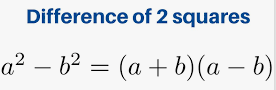 Difference of 2 squares
a² − b² = (a + b)(a − b)